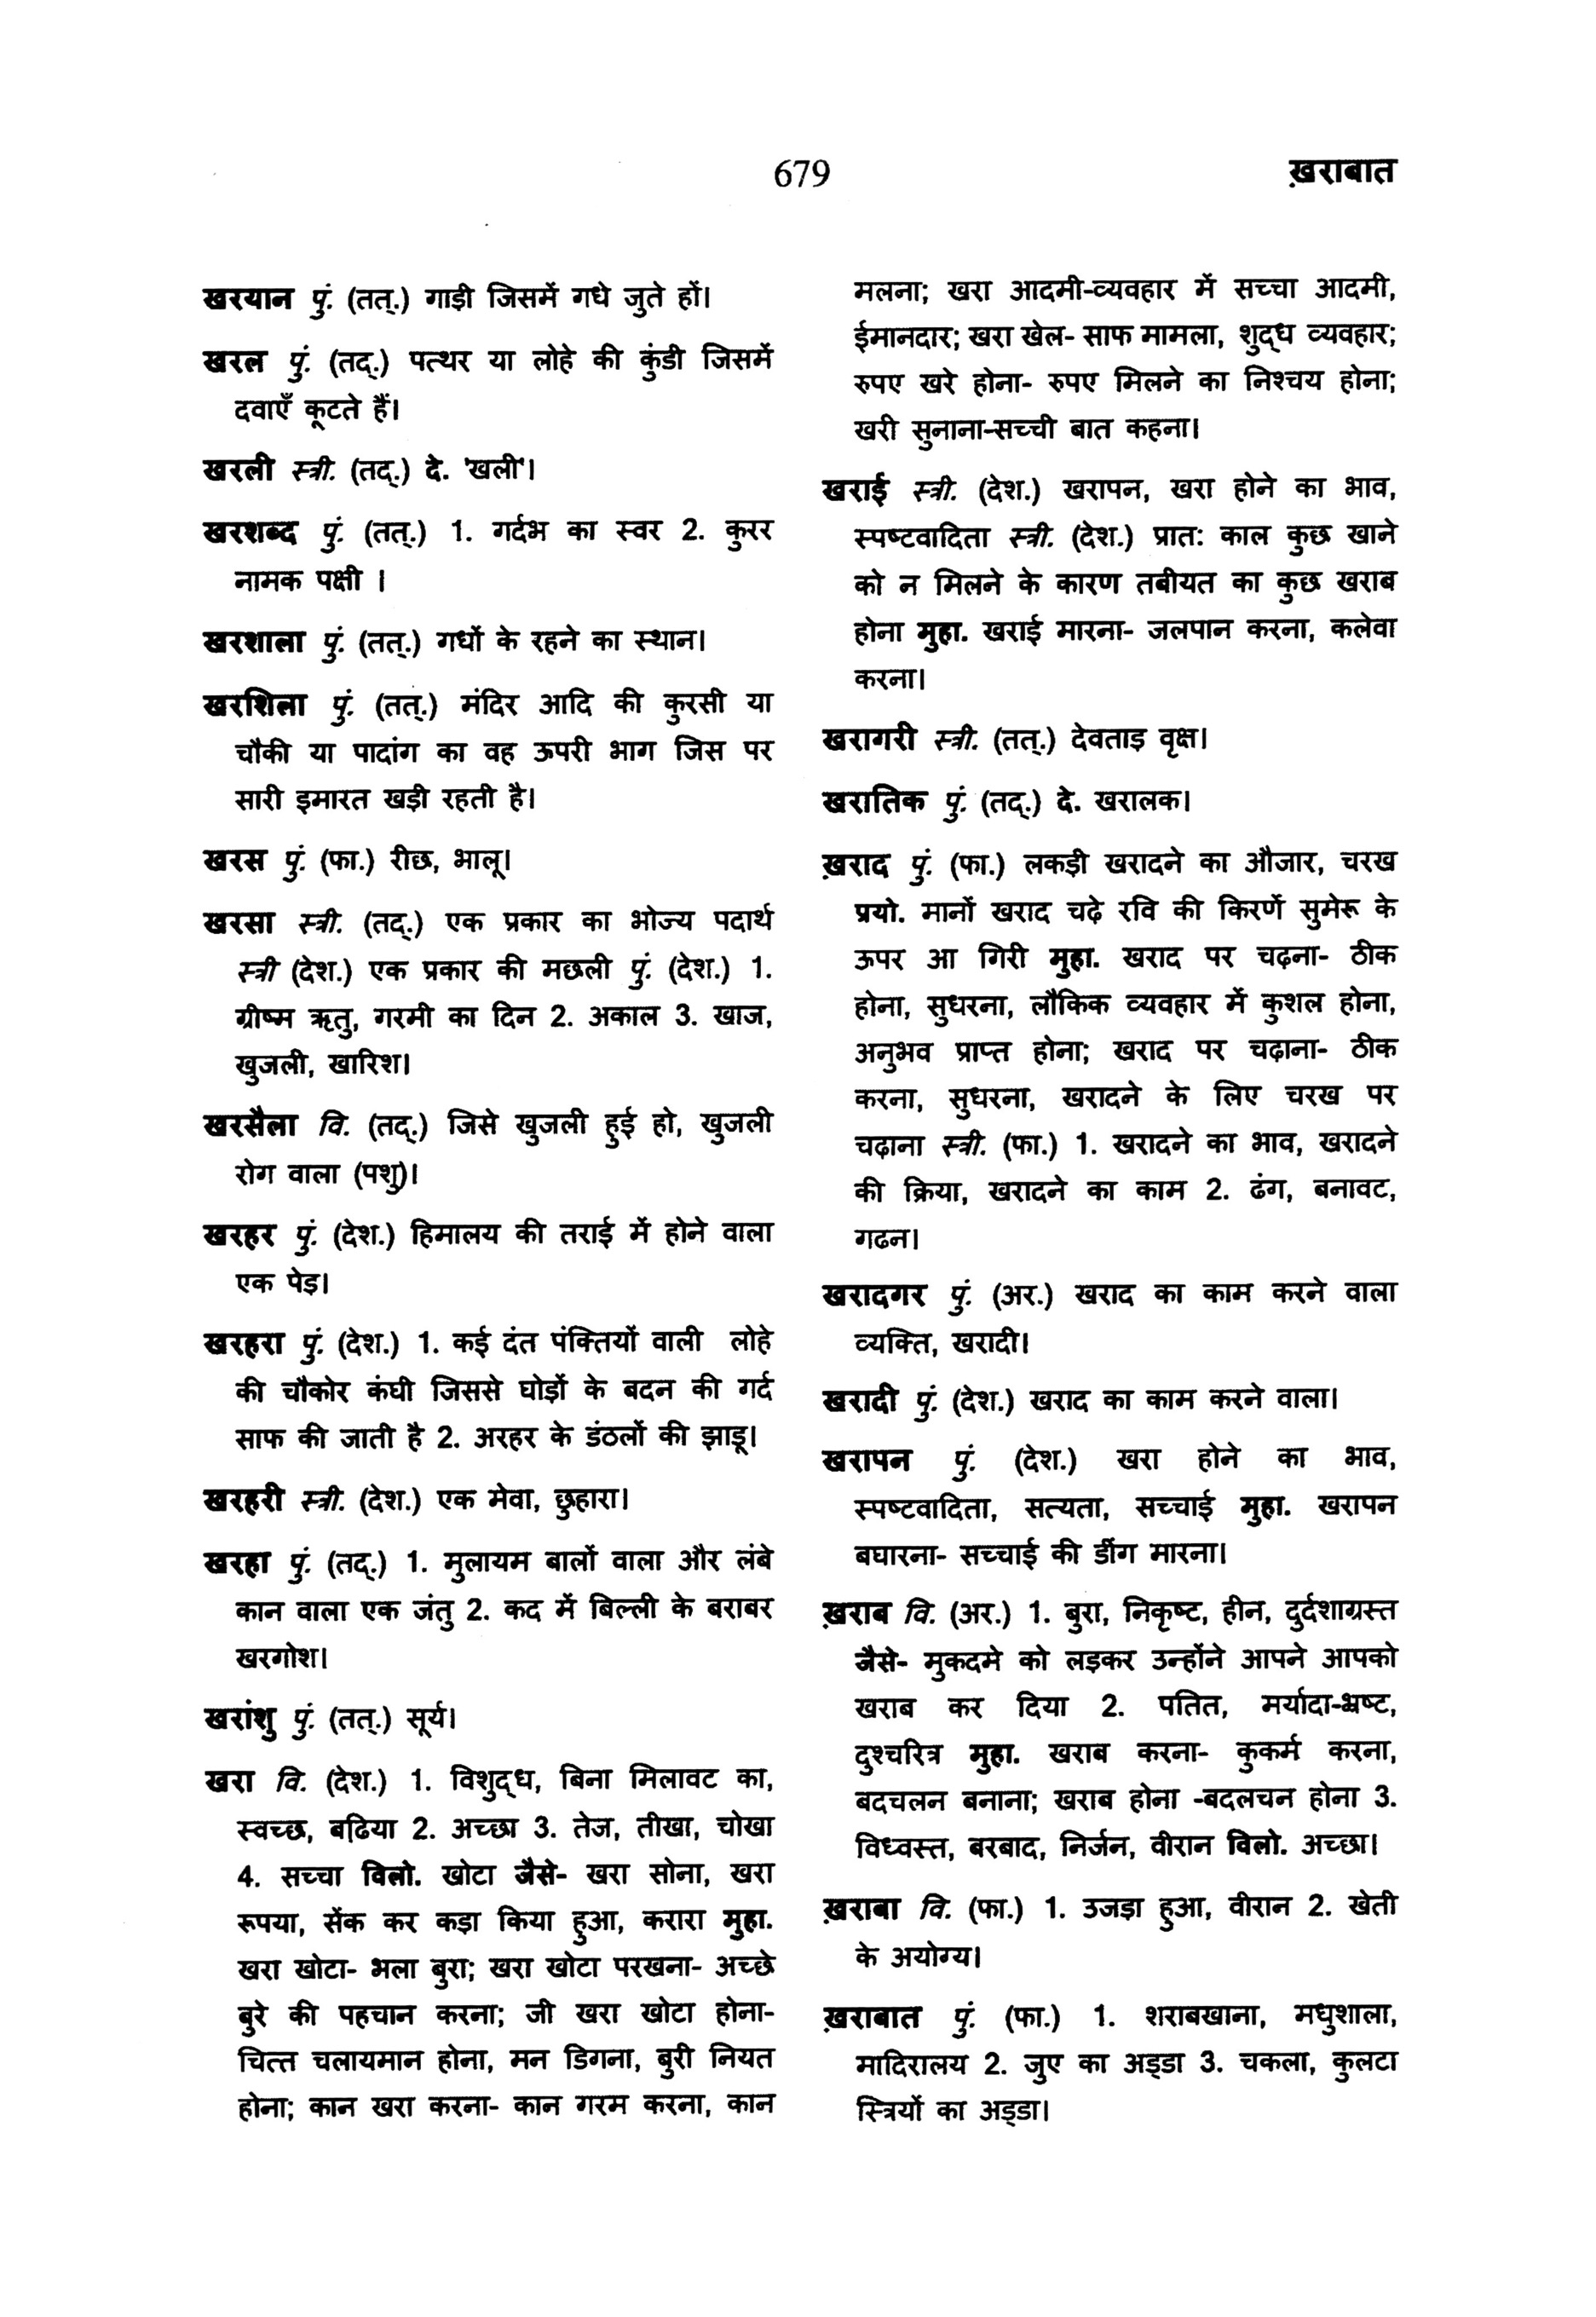 679
ख़राबात
खरयान पुं. (तत्.) गाड़ी जिसमें गधे जुते हों।
खरल पुं. (तद्.) पत्थर या लोहे की कुंडी जिसमें
दवाएँ कूटते हैं।
खरली स्त्री. (तद्.) दे. 'खली'।
खरशब्द पुं. (तत्.) 1. गर्दभ का स्वर 2. कुरर
नामक पक्षी ।
खरशाला पुं. (तत्.) गधों के रहने का स्थान।
खरशिला पुं. (तत्.) मंदिर आदि की कुरसी या
चौकी या पादांग का वह ऊपरी भाग जिस पर
सारी इमारत खड़ी रहती है।
खरस पुं. (फा.) रीछ, भालू।
खरसा स्त्री. (तद्.) एक प्रकार का भोज्य पदार्थ
स्त्री (देश.) एक प्रकार की मछली पुं. (देश.) 1.
ग्रीष्म ऋतु, गरमी का दिन 2. अकाल 3. खाज,
खुजली, खारिश।
खरसैला वि. (तद्.) जिसे खुजली हुई हो, खुजली
रोग वाला (पशु)।
खरहर पुं. (देश.) हिमालय की तराई में होने वाला
एक पेड़।
खरहरा पुं. (देश.) 1. कई दंत पंक्तियों वाली लोहे
की चौकोर कंघी जिससे घोड़ों के बदन की गर्द
साफ की जाती है 2. अरहर के डंठलों की झाडू।
खरहरी स्त्री. (देश.) एक मेवा, छुहारा।
खरहा पुं. (तद्.) 1. मुलायम बालों वाला और लंबे
कान वाला एक जंतु 2. कद में बिल्ली के बराबर
खरगोश।
खरांशु पुं. (तत्.) सूर्य।
खरा वि. (देश.) 1. विशुद्ध, बिना मिलावट का,
स्वच्छ, बढिया 2. अच्छा 3. तेज, तीखा, चोखा
4. सच्चा विलो. खोटा जैसे- खरा सोना, खरा
रूपया, सेंक कर कड़ा किया हुआ, करारा मुहा.
खरा खोटा- भला बुरा; खरा खोटा परखना- अच्छे
बुरे की पहचान करना; जी खरा खोटा होना-
चित्त चलायमान होना, मन डिगना, बुरी नियत
होना; कान खरा करना- कान गरम करना, कान
मलना; खरा आदमी-व्यवहार में सच्चा आदमी,
ईमानदार; खरा खेल- साफ मामला, शुद्ध व्यवहार;
रुपए खरे होना- रुपए मिलने का निश्चय होना;
खरी सुनाना-सच्ची बात कहना।
खराई स्त्री. (देश.) खरापन, खरा होने का भाव,
स्पष्टवादिता स्त्री. (देश.) प्रात: काल कुछ खाने
को न मिलने के कारण तबीयत का कुछ खराब
होना मुहा. खराई मारना- जलपान करना, कलेवा
करना।
खरागरी स्त्री. (तत्.) देवताड़ वृक्ष।
खरातिक पुं. (तद्.) दे. खरालक।
ख़राद पुं. (फा.) लकड़ी खरादने का औजार, चरख
प्रयो. मानों खराद चढ़े रवि की किरणें सुमेरू के
ऊपर आ गिरी मुहा. खराद पर चढ़ना- ठीक
होना, सुधरना, लौकिक व्यवहार में कुशल होना,
अनुभव प्राप्त होना; खराद पर चढ़ाना- ठीक
करना, सुधरना, खरादने के लिए चरख पर
चढ़ाना स्त्री. (फा.) 1. खरादने का भाव, खरादने
की क्रिया, खरादने का काम 2. ढंग, बनावट,
गढन।
खरादगर पुं. (अर.) खराद का काम करने वाला
व्यक्ति, खरादी।
खरादी पुं. (देश.) खराद का काम करने वाला।
खरापन पुं. (देश.) खरा होने का भाव,
स्पष्टवादिता, सत्यता, सच्चाई मुहा. खरापन
बघारना- सच्चाई की डींग मारना।
ख़राब वि. (अर.) 1. बुरा, निकृष्ट, हीन, दुर्दशाग्रस्त
जैसे- मुकदमे को लड़कर उन्होंने आपने आपको
खराब कर दिया 2. पतित, मर्यादा-भ्रष्ट,
दुश्चरित्र मुहा. खराब करना- कुकर्म करना,
बदचलन बनाना; खराब होना -बदलचन होना 3.
विध्वस्त, बरबाद, निर्जन, वीरान विलो. अच्छा।
ख़राबा वि. (फा.) 1. उजड़ा हुआ, वीरान 2. खेती
के अयोग्य।
ख़राबात पुं. (फा.) 1. शराबखाना, मधुशाला,
मादिरालय 2. जुए का अड्डा 3. चकला, कुलटा
स्त्रियों का अड्डा।